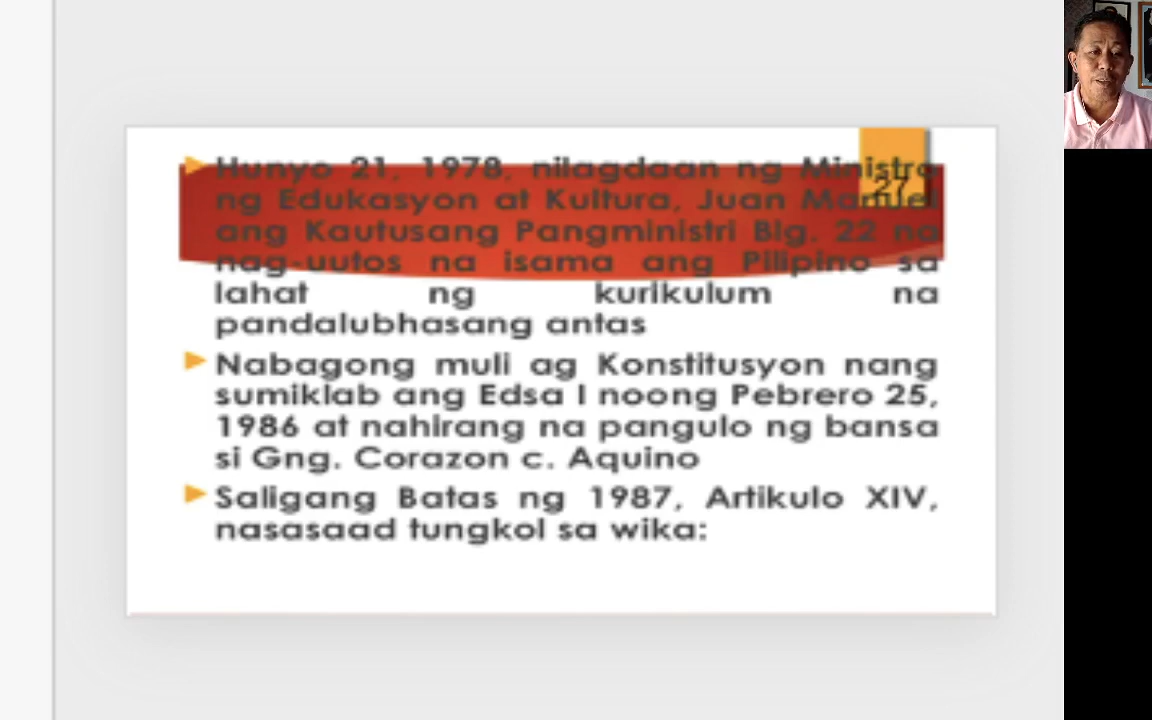 27
Hunyo 21, 1978, nilagdaan ng Ministro
ng Edukasyon at Kultura, Juan Manuel
ang Kautusang Pangministri Blg. 22 na
nag-uutos na isama ang Pilipino sa
lahat ng kurikulum na
pandalubhasang antas
Nabagong muli ag Konstitusyon nang
sumiklab ang Edsa I noong Pebrero 25,
1986 at nahirang na pangulo ng bansa
si Gng. Corazon c. Aquino
Saligang Batas ng 1987, Artikulo XIV,
nasasaad tungkol sa wika: